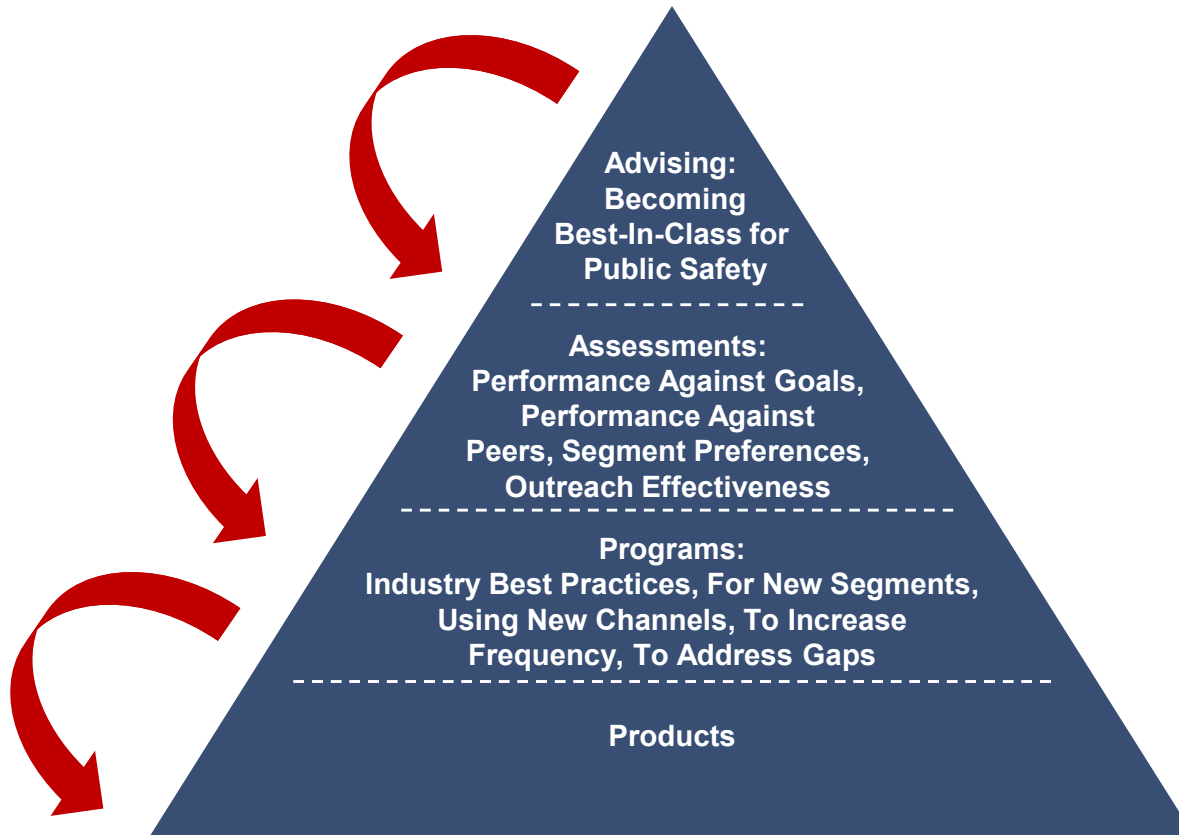 Advising:
Becoming
Best-In-Class for
Public Safety
Assessments:
Performance Against Goals,
Performance Against
Peers, Segment Preferences,
Outreach Effectiveness
Programs:
Industry Best Practices, For New Segments,
Using New Channels, To Increase
Frequency, To Address Gaps
Products